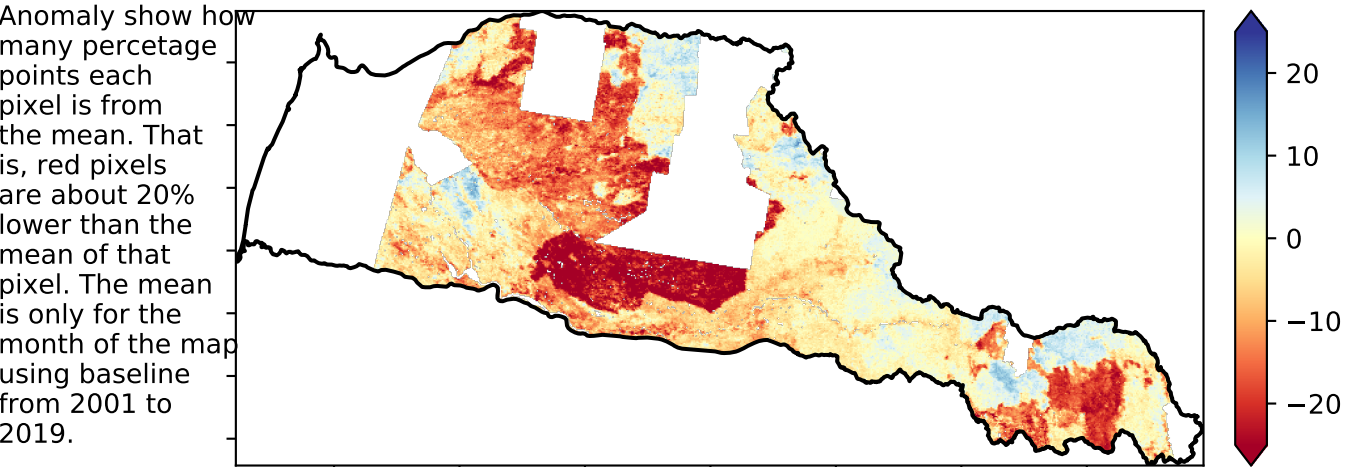 Anomaly show how
many percetage
points each
pixel is from
the mean. That
is, red pixels
are about 20%
lower than the
mean of that
pixel. The mean
is only for the
month of the map
using baseline
from 2001 to
2019.
20
10
0
−10
−20